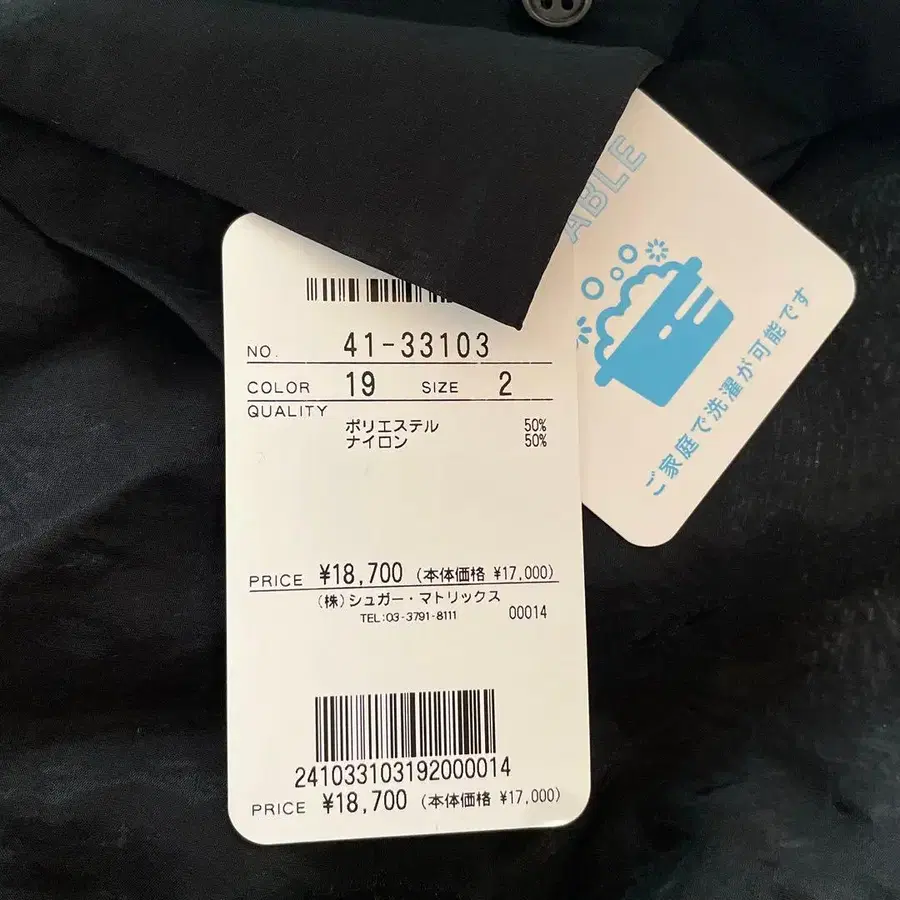 NO. 41-33103
COLOR 19 SIZE 2
QUALITY
ポリエステル 50%
ナイロン 50%
PRICE ¥18,700 (本体価格 ¥17,000)
(株)シュガー・マトリックス
TEL:03-3791-8111 00014
241033103192000014
PRICE ¥18,700 (本体価格 ¥17,000)
ABLE
ご家庭で洗濯が可能です